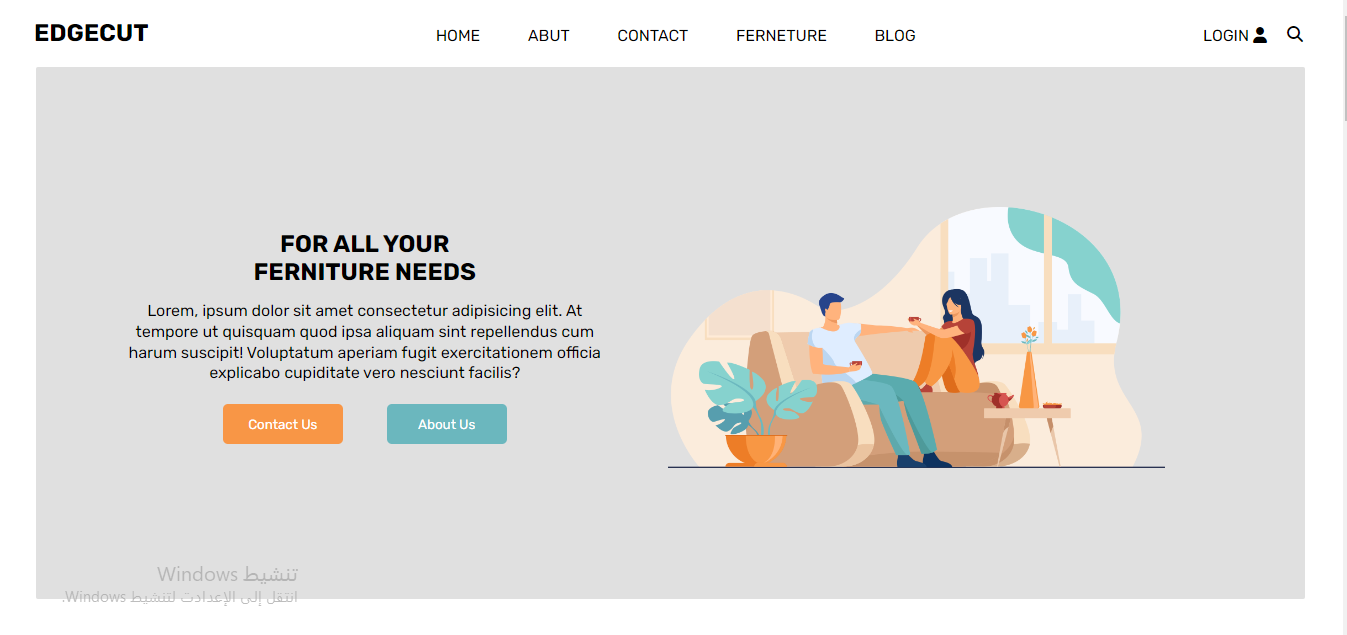 EDGECUT
HOME
ABUT
CONTACT
FERNETURE
BLOG
LOGIN
FOR ALL YOUR
FERNITURE NEEDS
Lorem, ipsum dolor sit amet consectetur adipisicing elit. At
tempore ut quisquam quod ipsa aliquam sint repellendus cum
harum suscipit! Voluptatum aperiam fugit exercitationem officia
explicabo cupiditate vero nesciunt facilis?
Contact Us
About Us
تنشيط Windows
انتقل إلى الإعدادت لتنشيط Windows.